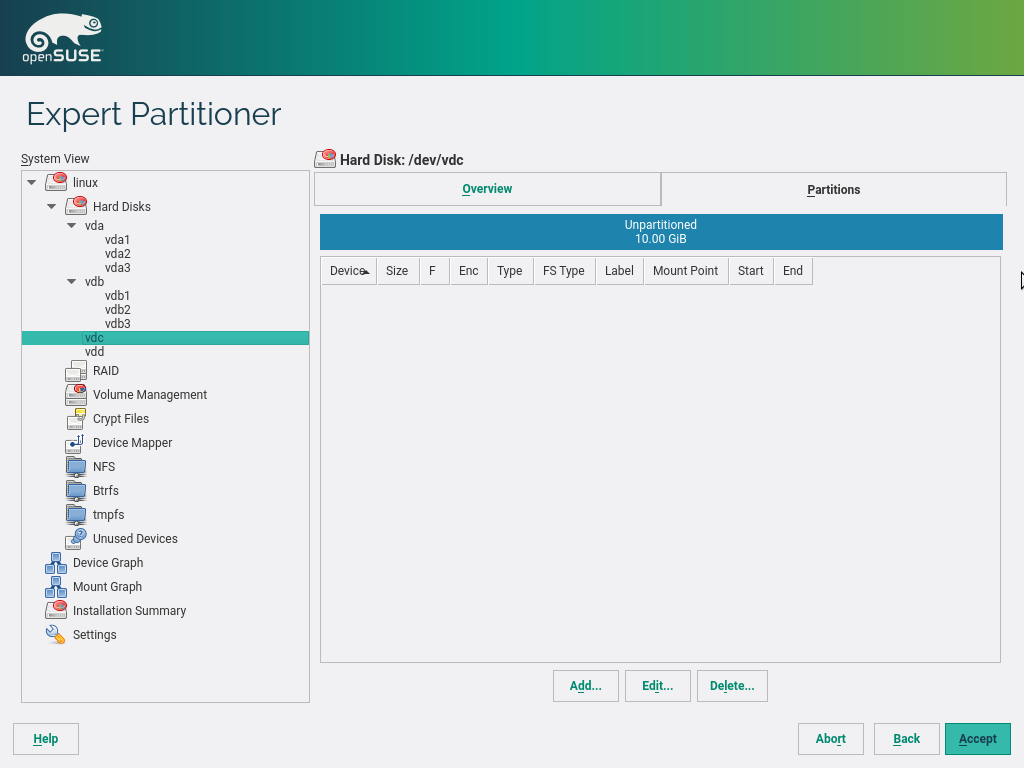 openSUSE
Expert Partitioner
System View
linux
Hard Disks
vda
vda1
vda2
vda3
vdb
vdb1
vdb2
vdb3
vdc
vdd
RAID
Volume Management
Crypt Files
Device Mapper
NFS
Btrfs
tmpfs
Unused Devices
Device Graph
Mount Graph
Installation Summary
Settings
Hard Disk: /dev/vdc
Overview Partitions
Unpartitioned
10.00 GiB
Device Size F Enc Type FS Type Label Mount Point Start End
Add... Edit... Delete...
Help Abort Back Accept